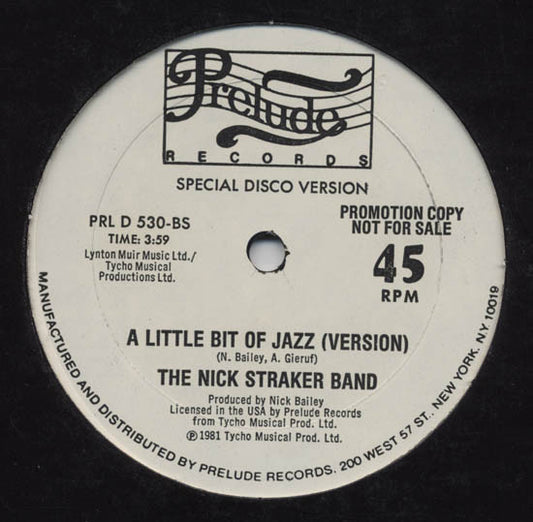 Prelude
RECORDS
SPECIAL DISCO VERSION
PRL D 530-BS
TIME: 3:59
Lynton Muir Music Ltd./
Tycho Musical
Productions Ltd.
PROMOTION COPY
NOT FOR SALE
45
RPM
A LITTLE BIT OF JAZZ (VERSION)
(N. Bailey, A. Gieruf)
THE NICK STRAKER BAND
Produced by Nick Bailey
Licensed in the USA by Prelude Records
from Tycho Musical Prod. Ltd.
℗ 1981 Tycho Musical Prod. Ltd.
MANUFACTURED AND DISTRIBUTED BY PRELUDE RECORDS. 200 WEST 57 ST., NEW YORK. N.Y 10019